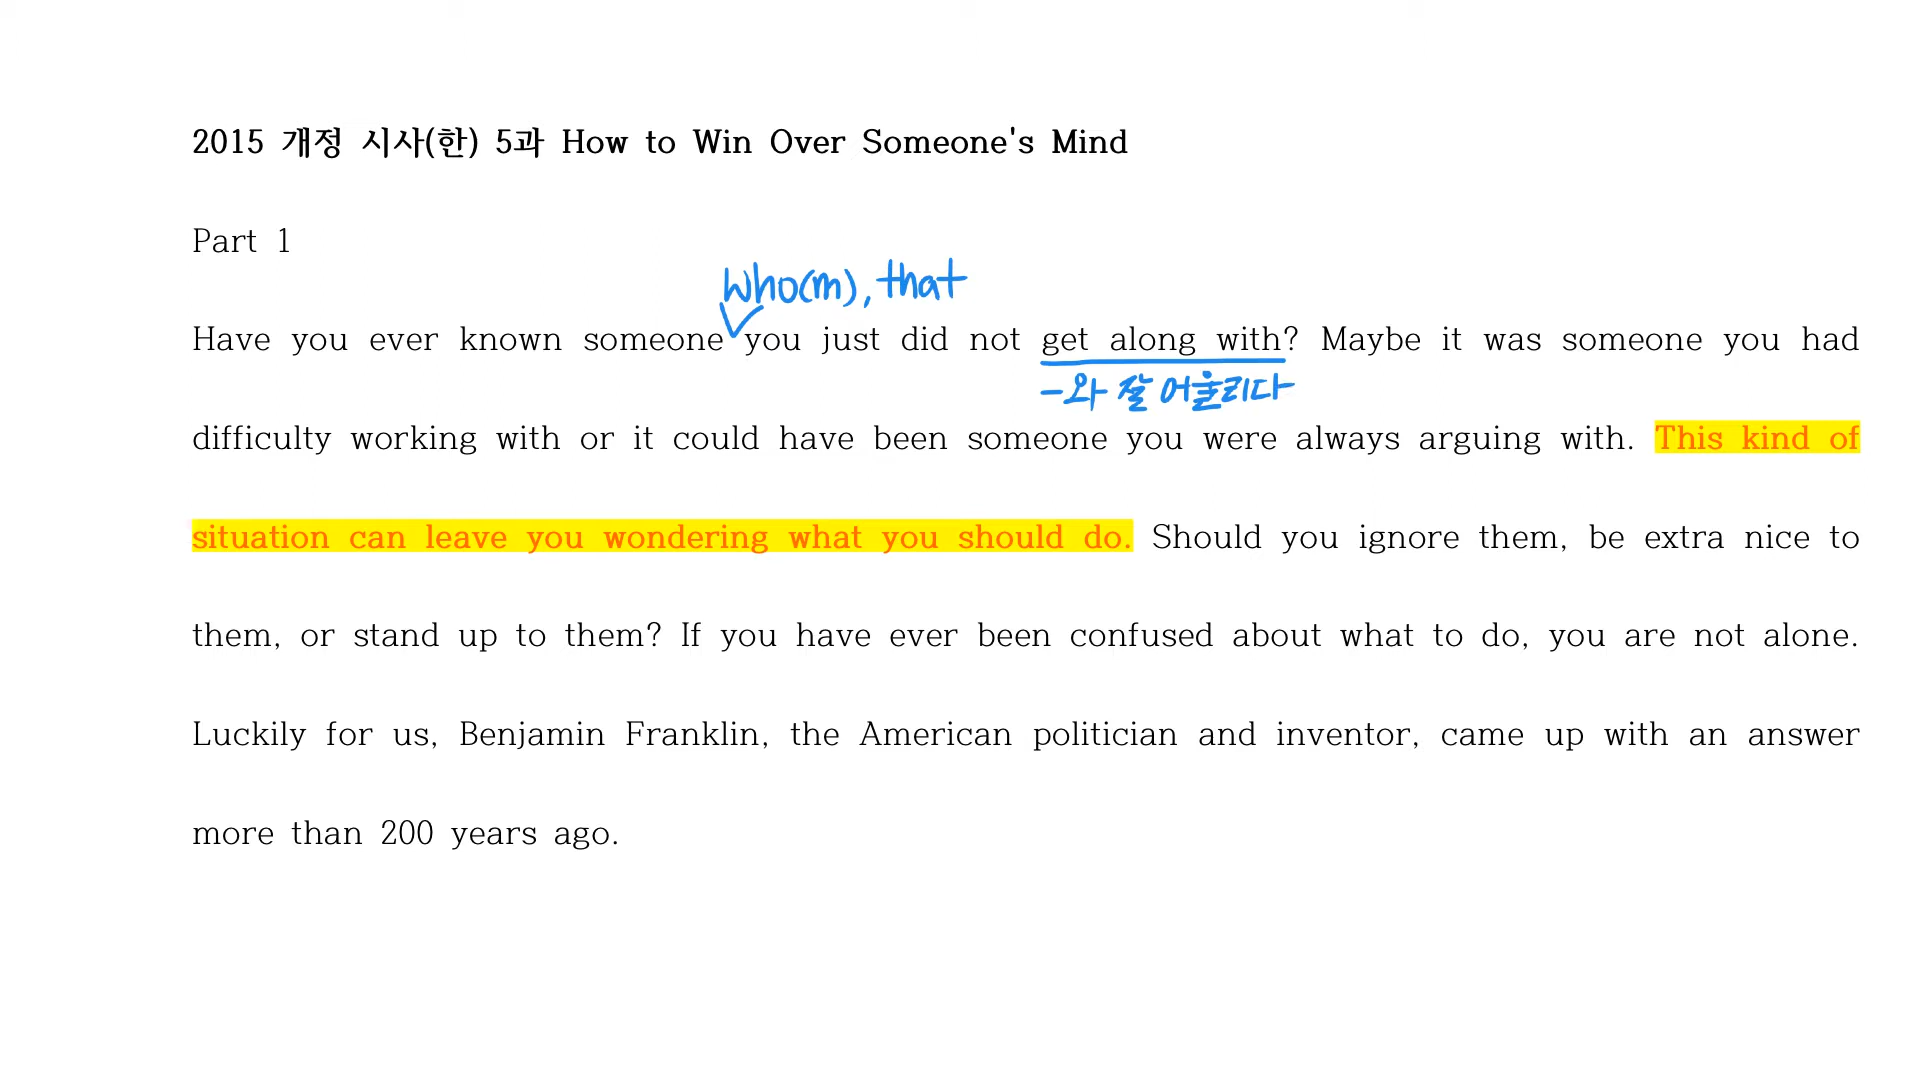 2015 개정 시사(한) 5과 How to Win Over Someone's Mind
Part 1
who(m), that
Have you ever known someone you just did not get along with? Maybe it was someone you had
-와 잘 어울리다
difficulty working with or it could have been someone you were always arguing with. This kind of
situation can leave you wondering what you should do. Should you ignore them, be extra nice to
them, or stand up to them? If you have ever been confused about what to do, you are not alone.
Luckily for us, Benjamin Franklin, the American politician and inventor, came up with an answer
more than 200 years ago.